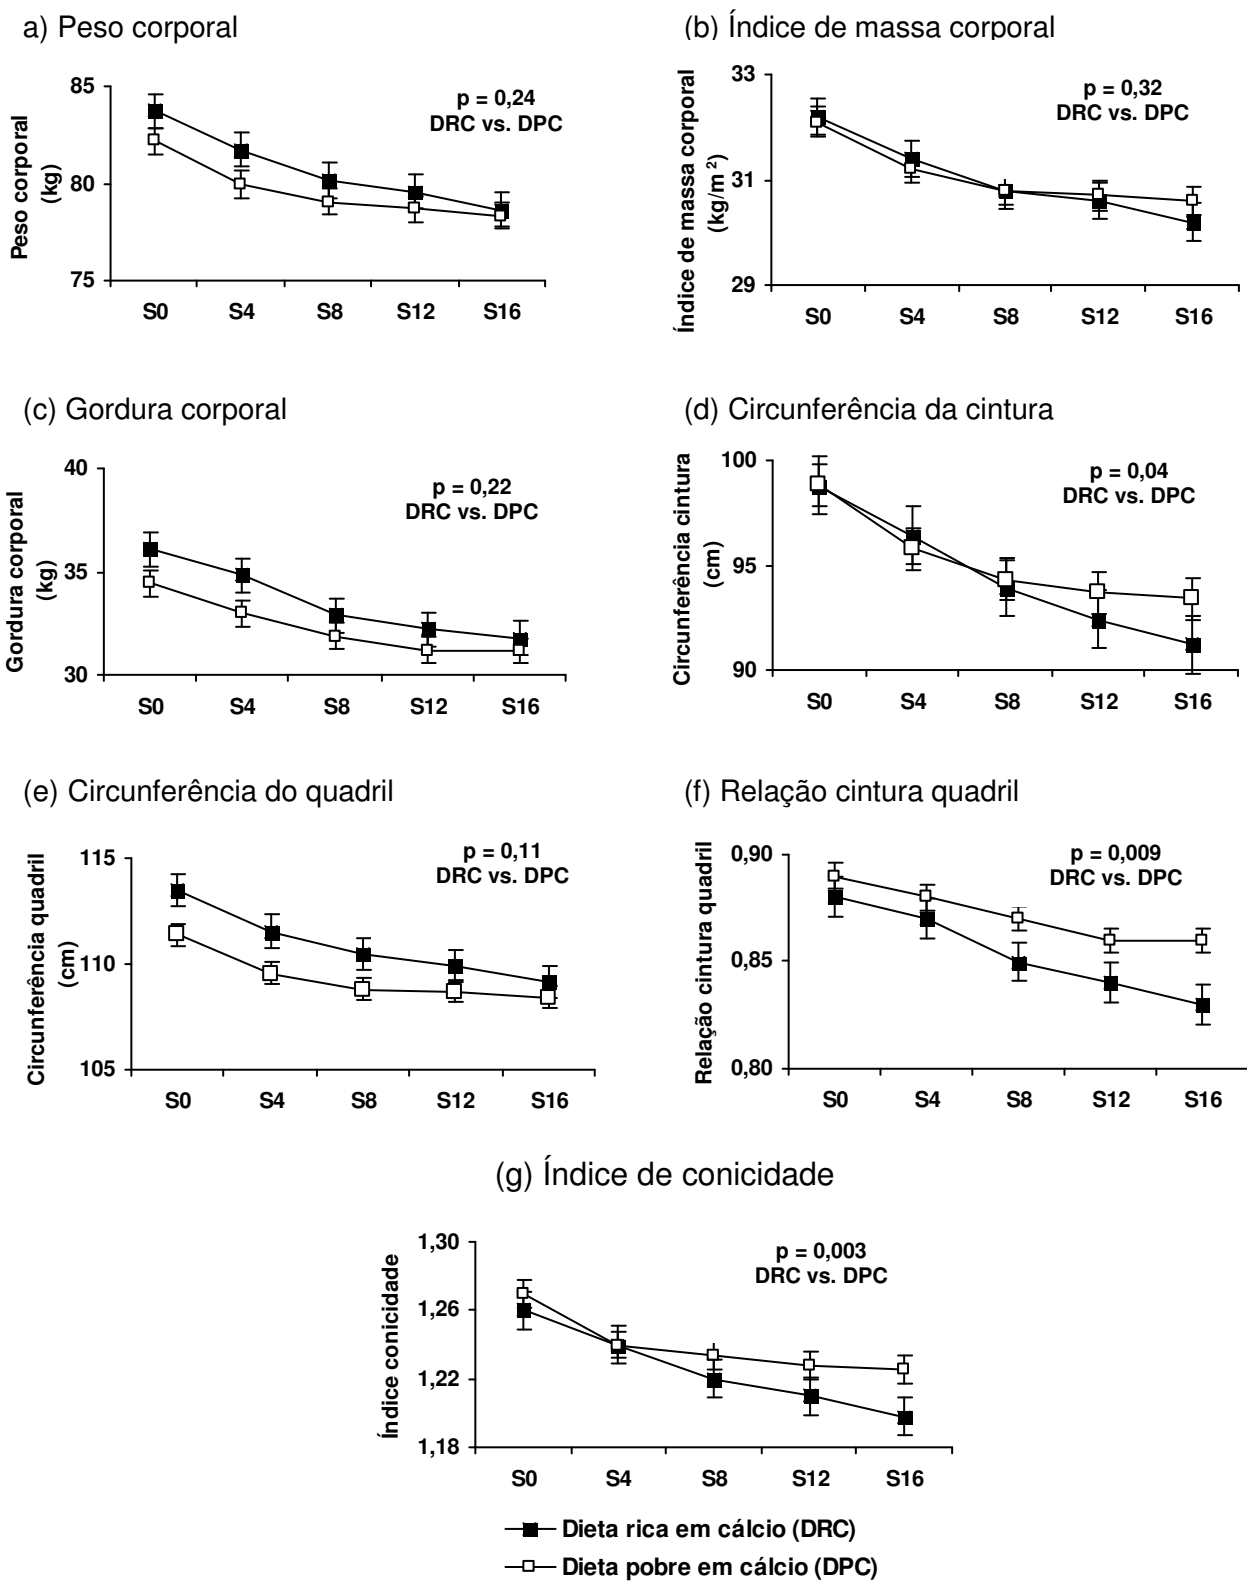 a) Peso corporal
Peso corporal
(kg)
85
80
75
p = 0,24
DRC vs. DPC
S0 S4 S8 S12 S16
(b) Índice de massa corporal
Índice de massa corporal
(kg/m²)
33
31
29
p = 0,32
DRC vs. DPC
S0 S4 S8 S12 S16
(c) Gordura corporal
Gordura corporal
(kg)
40
35
30
p = 0,22
DRC vs. DPC
S0 S4 S8 S12 S16
(d) Circunferência da cintura
Circunferência cintura
(cm)
100
95
90
p = 0,04
DRC vs. DPC
S0 S4 S8 S12 S16
(e) Circunferência do quadril
Circunferência quadril
(cm)
115
110
105
p = 0,11
DRC vs. DPC
S0 S4 S8 S12 S16
(f) Relação cintura quadril
Relação cintura quadril
0,90
0,85
0,80
p = 0,009
DRC vs. DPC
S0 S4 S8 S12 S16
(g) Índice de conicidade
Índice conicidade
1,30
1,26
1,22
1,18
p = 0,003
DRC vs. DPC
S0 S4 S8 S12 S16
Dieta rica em cálcio (DRC)
Dieta pobre em cálcio (DPC)